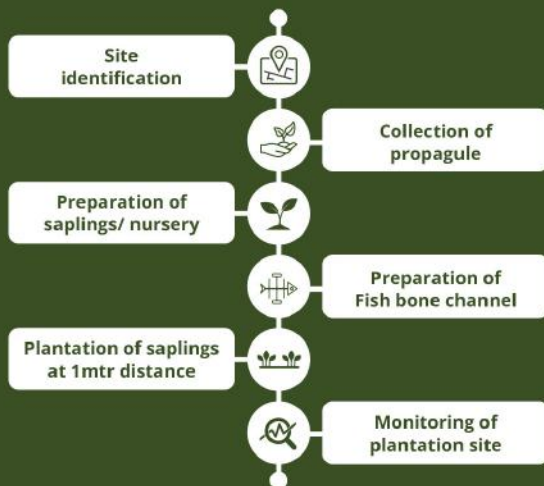 Site
identification
Collection of
propagule
Preparation of
saplings/ nursery
Preparation of
Fish bone channel
Plantation of saplings
at 1mtr distance
Monitoring of
plantation site